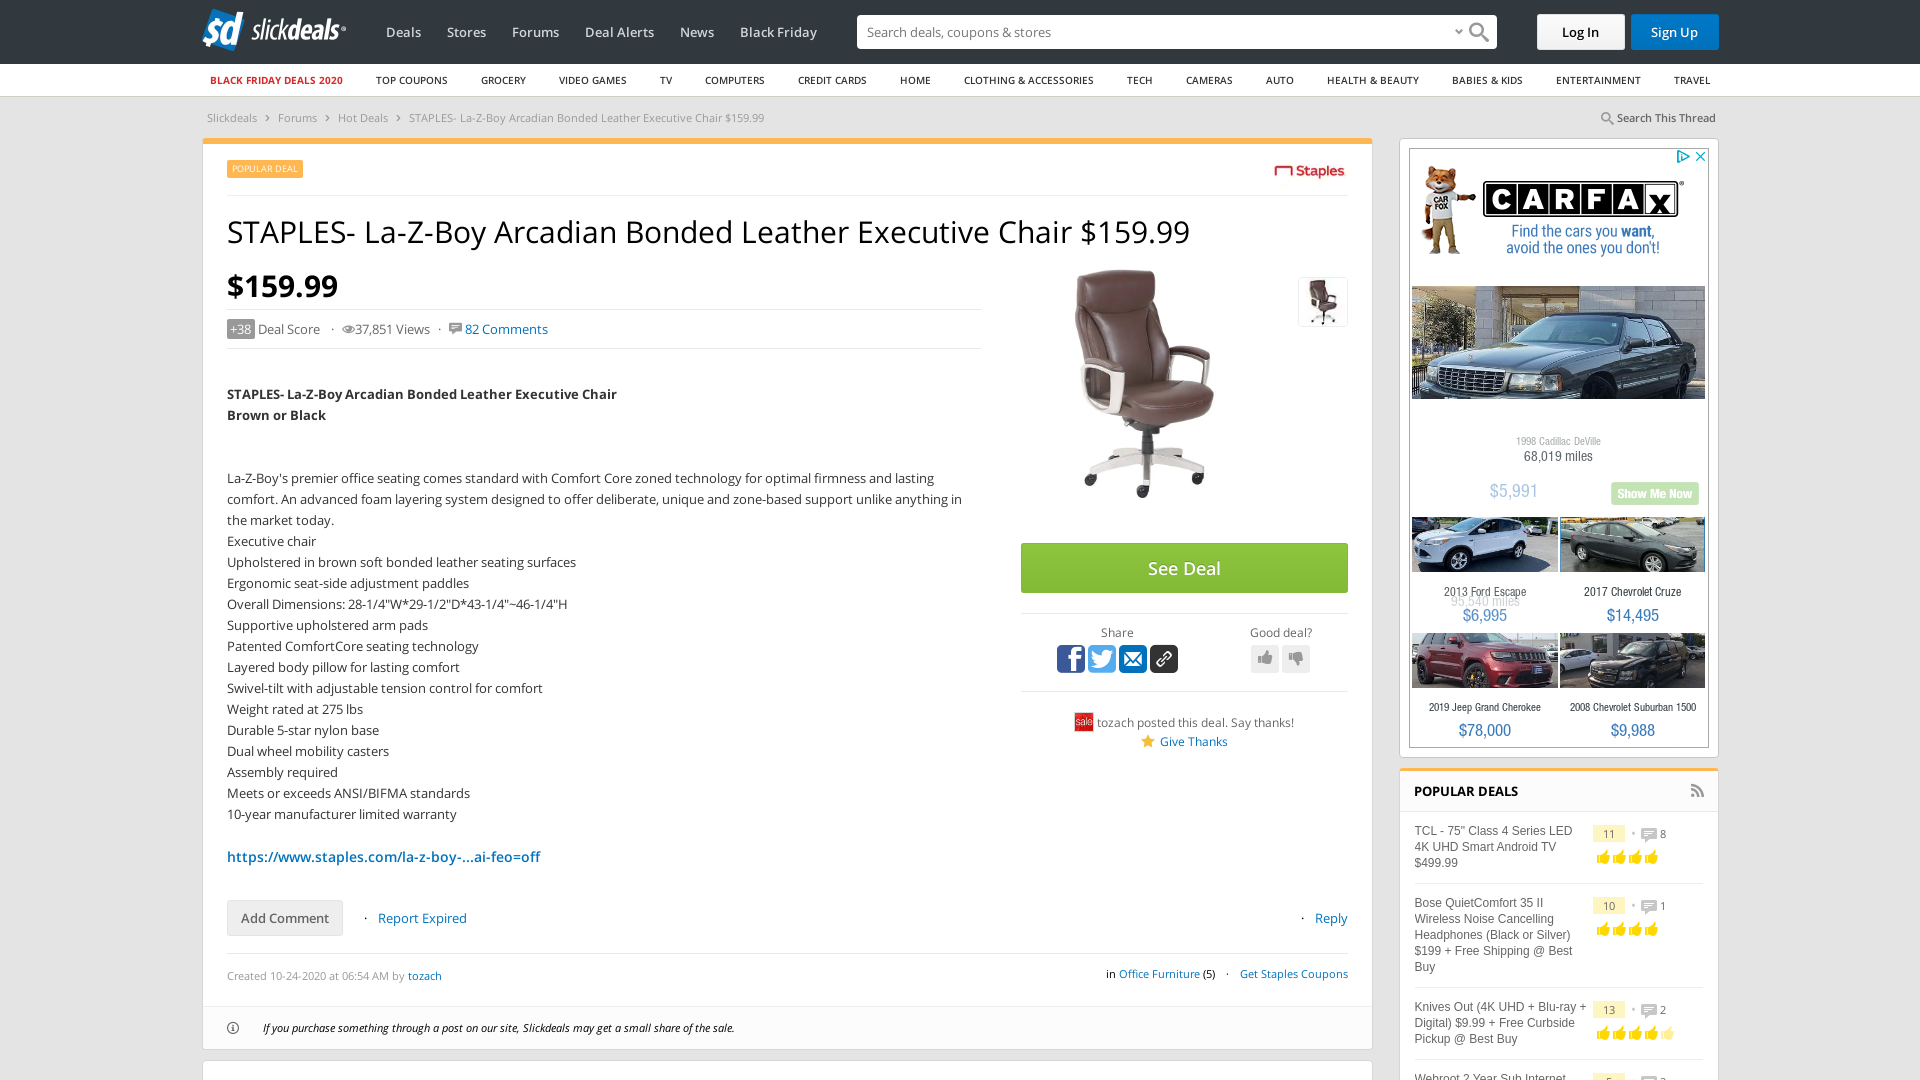 sd slickdeals
Deals
Stores
Forums
Deal Alerts
News
Black Friday
Search deals, coupons & stores
Log In
Sign Up
BLACK FRIDAY DEALS 2020
TOP COUPONS
GROCERY
VIDEO GAMES
TV
COMPUTERS
CREDIT CARDS
HOME
CLOTHING & ACCESSORIES
TECH
CAMERAS
AUTO
HEALTH & BEAUTY
BABIES & KIDS
ENTERTAINMENT
TRAVEL
Slickdeals › Forums › Hot Deals › STAPLES- La-Z-Boy Arcadian Bonded Leather Executive Chair $159.99
Search This Thread
POPULAR DEAL
Staples
STAPLES- La-Z-Boy Arcadian Bonded Leather Executive Chair $159.99
$159.99
+38 Deal Score · 37,851 Views · 82 Comments
STAPLES- La-Z-Boy Arcadian Bonded Leather Executive Chair
Brown or Black
La-Z-Boy's premier office seating comes standard with Comfort Core zoned technology for optimal firmness and lasting
comfort. An advanced foam layering system designed to offer deliberate, unique and zone-based support unlike anything in
the market today.
Executive chair
Upholstered in brown soft bonded leather seating surfaces
Ergonomic seat-side adjustment paddles
Overall Dimensions: 28-1/4"W*29-1/2"D*43-1/4"~46-1/4"H
Supportive upholstered arm pads
Patented ComfortCore seating technology
Layered body pillow for lasting comfort
Swivel-tilt with adjustable tension control for comfort
Weight rated at 275 lbs
Durable 5-star nylon base
Dual wheel mobility casters
Assembly required
Meets or exceeds ANSI/BIFMA standards
10-year manufacturer limited warranty
https://www.staples.com/la-z-boy-...ai-feo=off
Add Comment
· Report Expired
· Reply
Created 10-24-2020 at 06:54 AM by tozach
in Office Furniture (5) · Get Staples Coupons
If you purchase something through a post on our site, Slickdeals may get a small share of the sale.
See Deal
Share
Good deal?
sale tozach posted this deal. Say thanks!
Give Thanks
CAR FOX
CARFAX
Find the cars you want,
avoid the ones you don't!
1998 Cadillac DeVille
68,019 miles
$5,991
Show Me Now
2013 Ford Escape
95,540 miles
$6,995
2017 Chevrolet Cruze
$14,495
2019 Jeep Grand Cherokee
$78,000
2008 Chevrolet Suburban 1500
$9,988
POPULAR DEALS
TCL - 75" Class 4 Series LED
4K UHD Smart Android TV
$499.99
11 • 8
Bose QuietComfort 35 II
Wireless Noise Cancelling
Headphones (Black or Silver)
$199 + Free Shipping @ Best
Buy
10 • 1
Knives Out (4K UHD + Blu-ray +
Digital) $9.99 + Free Curbside
Pickup @ Best Buy
13 • 2
Webroot 2 Year Sub Internet